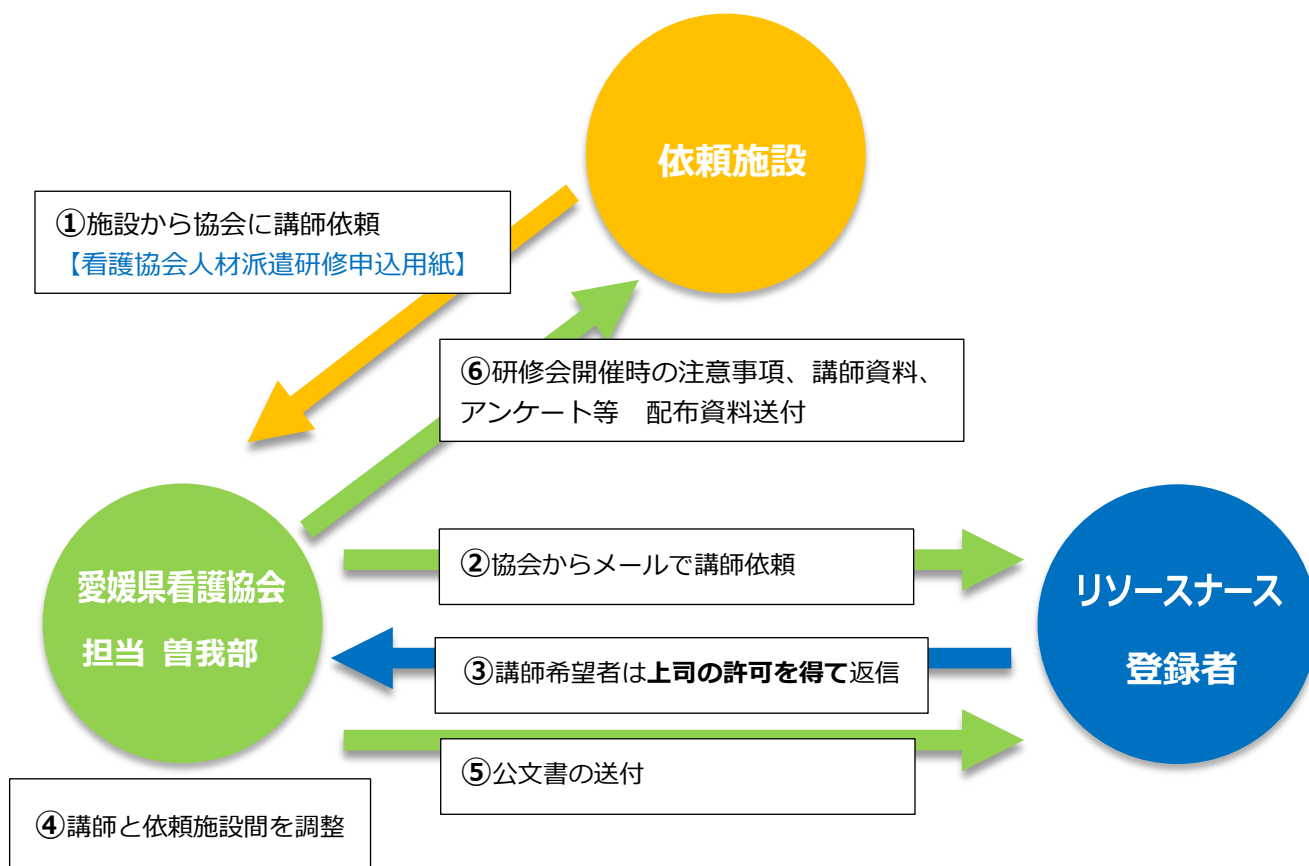 依頼施設
①施設から協会に講師依頼
【看護協会人材派遣研修申込用紙】
⑥研修会開催時の注意事項、講師資料、
アンケート等　配布資料送付
愛媛県看護協会
担当 曽我部
②協会からメールで講師依頼
③講師希望者は上司の許可を得て返信
⑤公文書の送付
リソースナース
登録者
④講師と依頼施設間を調整